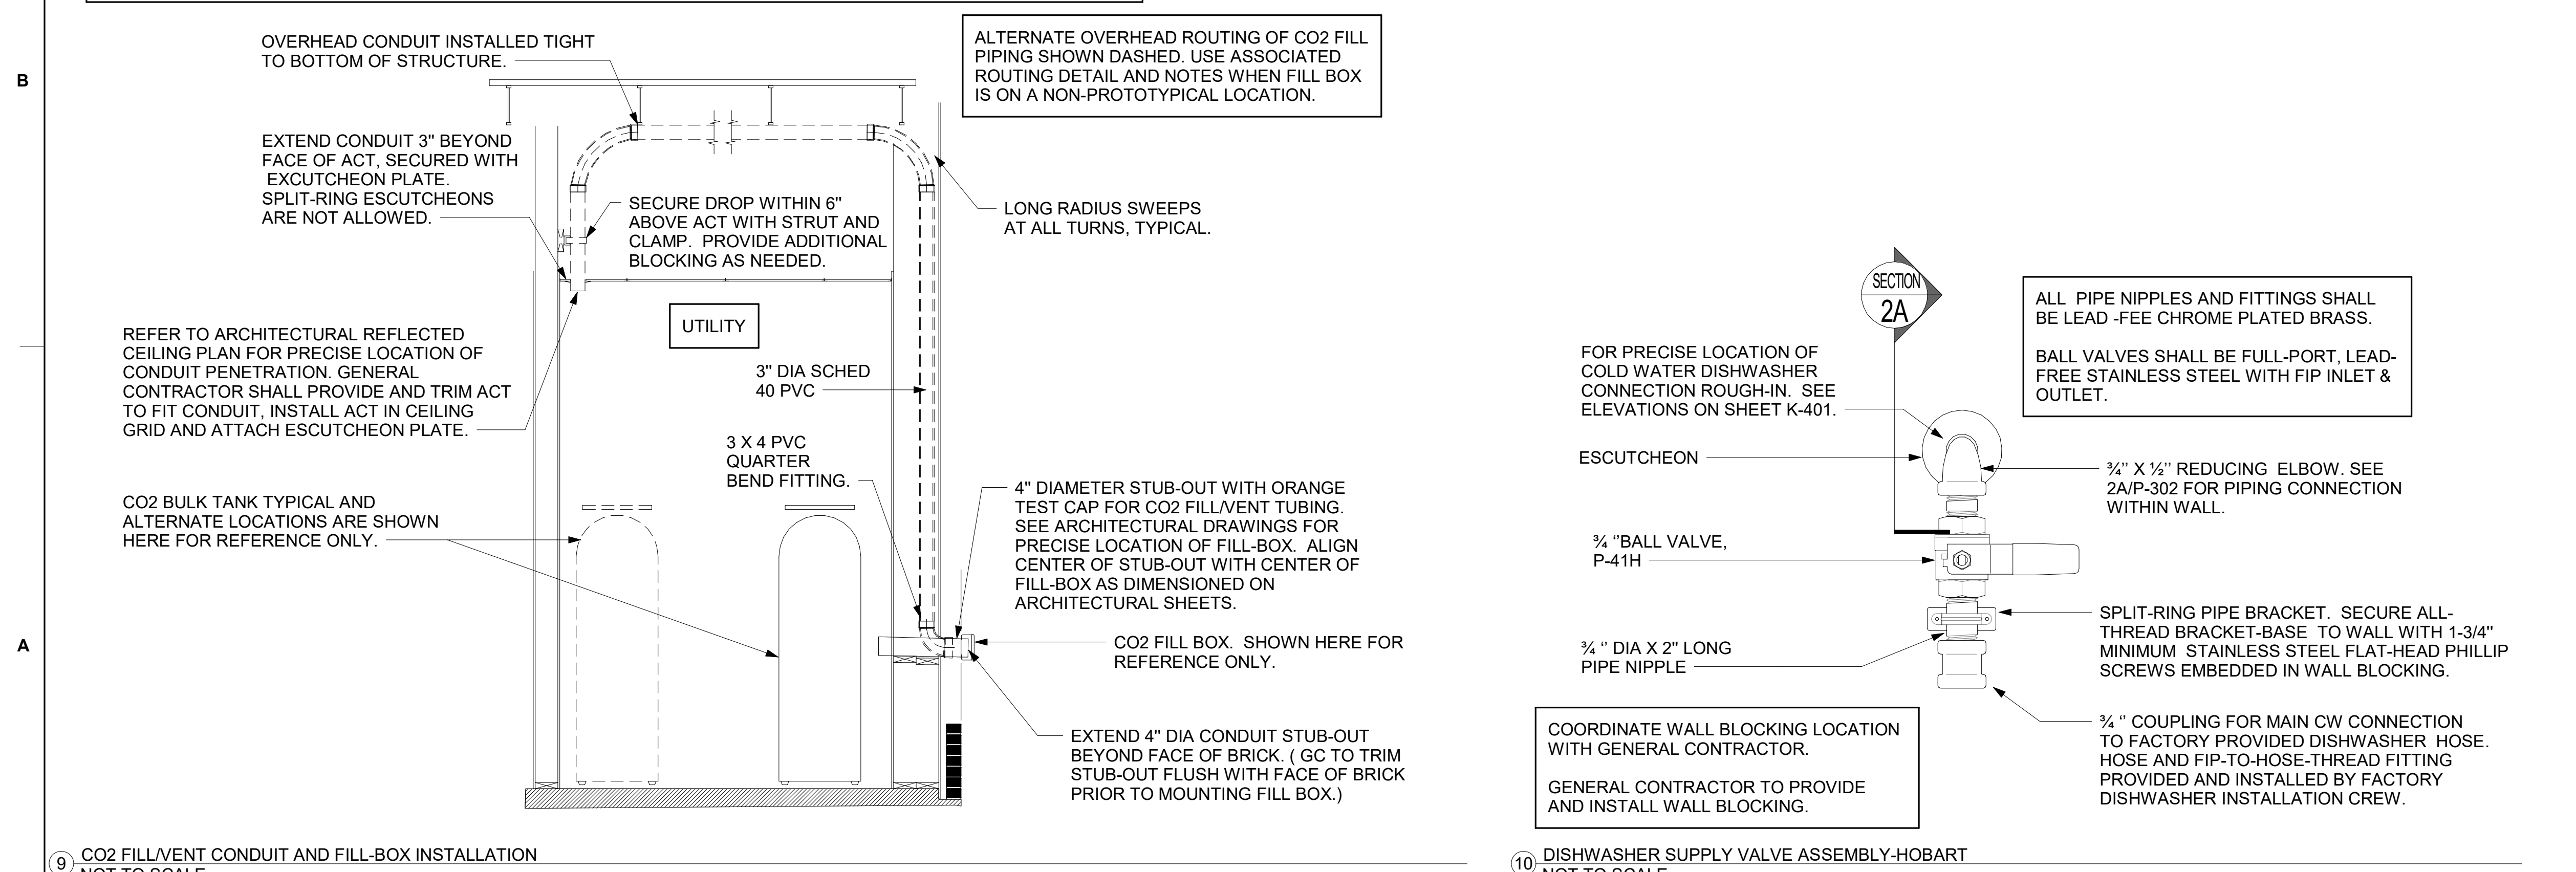 B
A
OVERHEAD CONDUIT INSTALLED TIGHT
TO BOTTOM OF STRUCTURE.
ALTERNATE OVERHEAD ROUTING OF CO2 FILL
PIPING SHOWN DASHED. USE ASSOCIATED
ROUTING DETAIL AND NOTES WHEN FILL BOX
IS ON A NON-PROTOTYPICAL LOCATION.
EXTEND CONDUIT 3" BEYOND
FACE OF ACT, SECURED WITH
EXCUTCHEON PLATE.
SPLIT-RING ESCUTCHEONS
ARE NOT ALLOWED.
SECURE DROP WITHIN 6"
ABOVE ACT WITH STRUT AND
CLAMP. PROVIDE ADDITIONAL
BLOCKING AS NEEDED.
LONG RADIUS SWEEPS
AT ALL TURNS, TYPICAL.
UTILITY
REFER TO ARCHITECTURAL REFLECTED
CEILING PLAN FOR PRECISE LOCATION OF
CONDUIT PENETRATION. GENERAL
CONTRACTOR SHALL PROVIDE AND TRIM ACT
TO FIT CONDUIT, INSTALL ACT IN CEILING
GRID AND ATTACH ESCUTCHEON PLATE.
3" DIA SCHED
40 PVC
3 X 4 PVC
QUARTER
BEND FITTING.
CO2 BULK TANK TYPICAL AND
ALTERNATE LOCATIONS ARE SHOWN
HERE FOR REFERENCE ONLY.
4" DIAMETER STUB-OUT WITH ORANGE
TEST CAP FOR CO2 FILL/VENT TUBING.
SEE ARCHITECTURAL DRAWINGS FOR
PRECISE LOCATION OF FILL-BOX. ALIGN
CENTER OF STUB-OUT WITH CENTER OF
FILL-BOX AS DIMENSIONED ON
ARCHITECTURAL SHEETS.
CO2 FILL BOX. SHOWN HERE FOR
REFERENCE ONLY.
EXTEND 4" DIA CONDUIT STUB-OUT
BEYOND FACE OF BRICK. ( GC TO TRIM
STUB-OUT FLUSH WITH FACE OF BRICK
PRIOR TO MOUNTING FILL BOX.)
9 CO2 FILL/VENT CONDUIT AND FILL-BOX INSTALLATION
NOT TO SCALE
SECTION
2A
ALL PIPE NIPPLES AND FITTINGS SHALL
BE LEAD -FEE CHROME PLATED BRASS.
BALL VALVES SHALL BE FULL-PORT, LEAD-
FREE STAINLESS STEEL WITH FIP INLET &
OUTLET.
FOR PRECISE LOCATION OF
COLD WATER DISHWASHER
CONNECTION ROUGH-IN. SEE
ELEVATIONS ON SHEET K-401.
ESCUTCHEON
¾'' X ½'' REDUCING ELBOW. SEE
2A/P-302 FOR PIPING CONNECTION
WITHIN WALL.
¾ ‘'BALL VALVE,
P-41H
¾ ‘' DIA X 2" LONG
PIPE NIPPLE
SPLIT-RING PIPE BRACKET. SECURE ALL-
THREAD BRACKET-BASE TO WALL WITH 1-3/4"
MINIMUM STAINLESS STEEL FLAT-HEAD PHILLIP
SCREWS EMBEDDED IN WALL BLOCKING.
¾ ‘' COUPLING FOR MAIN CW CONNECTION
TO FACTORY PROVIDED DISHWASHER HOSE.
HOSE AND FIP-TO-HOSE-THREAD FITTING
PROVIDED AND INSTALLED BY FACTORY
DISHWASHER INSTALLATION CREW.
COORDINATE WALL BLOCKING LOCATION
WITH GENERAL CONTRACTOR.
GENERAL CONTRACTOR TO PROVIDE
AND INSTALL WALL BLOCKING.
10 DISHWASHER SUPPLY VALVE ASSEMBLY-HOBART
NOT TO SCALE